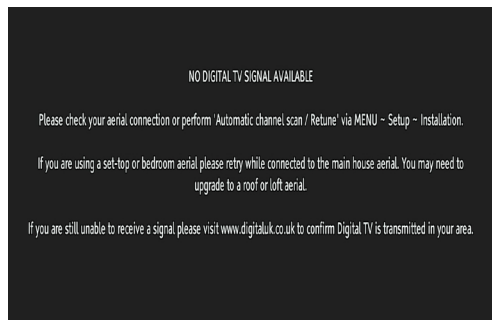 NO DIGITAL TV SIGNAL AVAILABLE
Please check your aerial connection or perform 'Automatic channel scan / Retune' via MENU ~ Setup ~ Installation.
If you are using a set-top or bedroom aerial please retry while connected to the main house aerial. You may need to
upgrade to a roof or loft aerial.
If you are still unable to receive a signal please visit www.digitaluk.co.uk to confirm Digital TV is transmitted in your area.